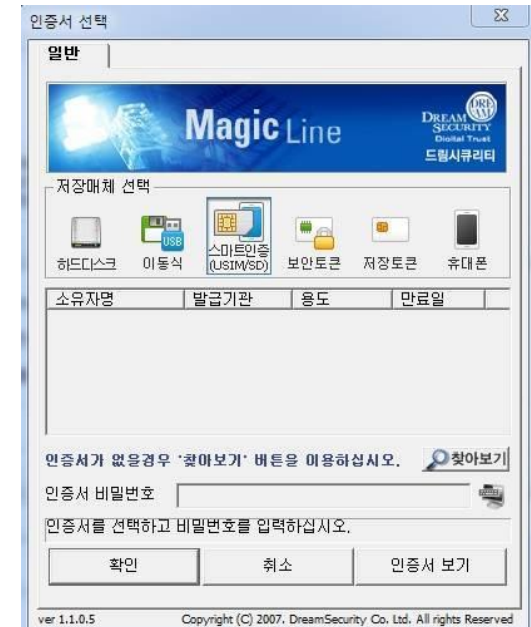 인증서 선택
일반
Magic Line
DREAM
SECURITY
Digital Trust
드림시큐리티
저장매체 선택
하드디스크 이동식 스마트인증 (USIM/SD) 보안토큰 저장토큰 휴대폰
USB
소유자명 발급기관 용도 만료일
인증서가 없을경우 '찾아보기' 버튼을 이용하십시오. 찾아보기
인증서 비밀번호
인증서를 선택하고 비밀번호를 입력하십시오.
확인 취소 인증서 보기
ver 1.1.0.5 Copyright (C) 2007. DreamSecurity Co. Ltd. All rights Reserved